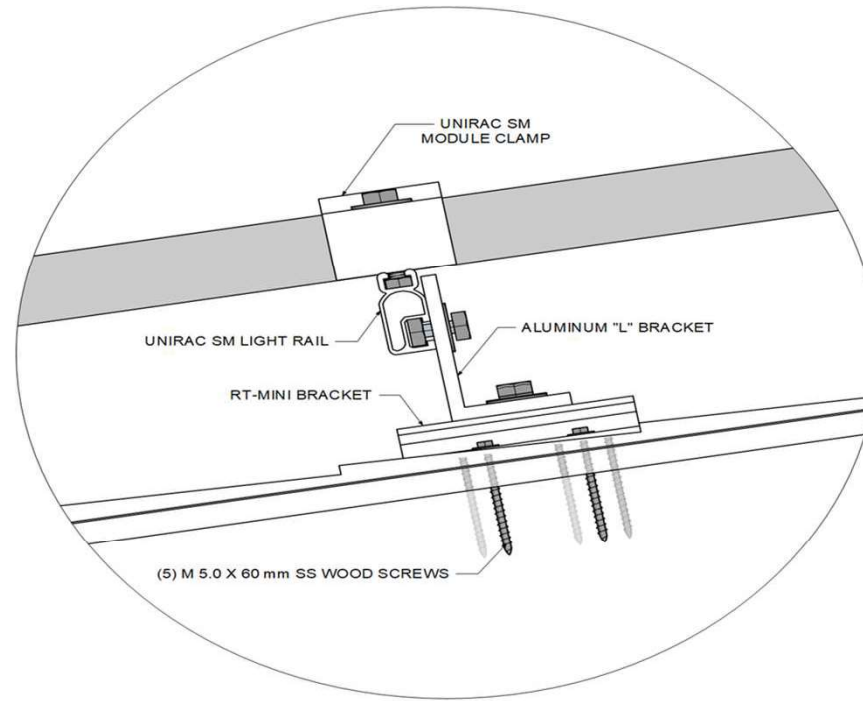 UNIRAC SM
MODULE CLAMP
UNIRAC SM LIGHT RAIL
ALUMINUM "L" BRACKET
RT-MINI BRACKET
(5) M 5.0 X 60 mm SS WOOD SCREWS